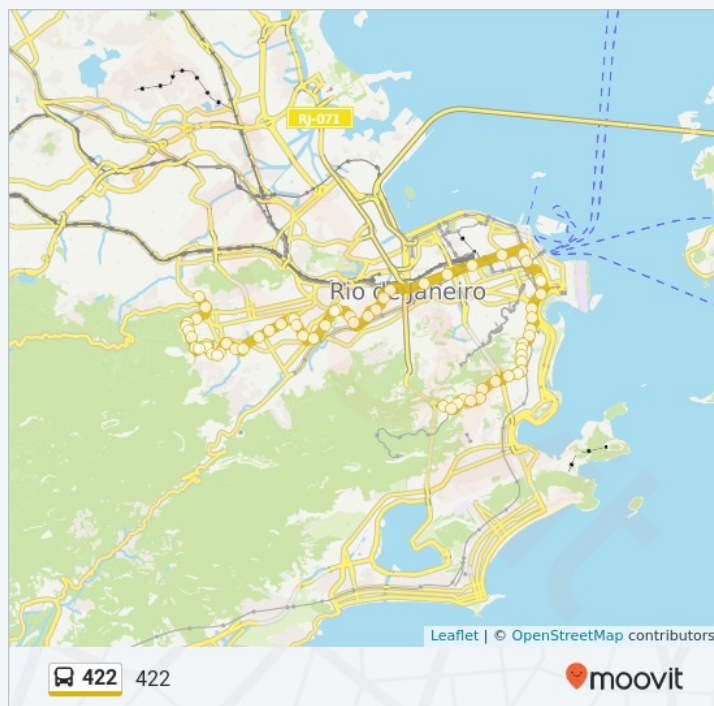 RJ-071
Rio de Janeiro
Leaflet | © OpenStreetMap contributors
422 422
moovit